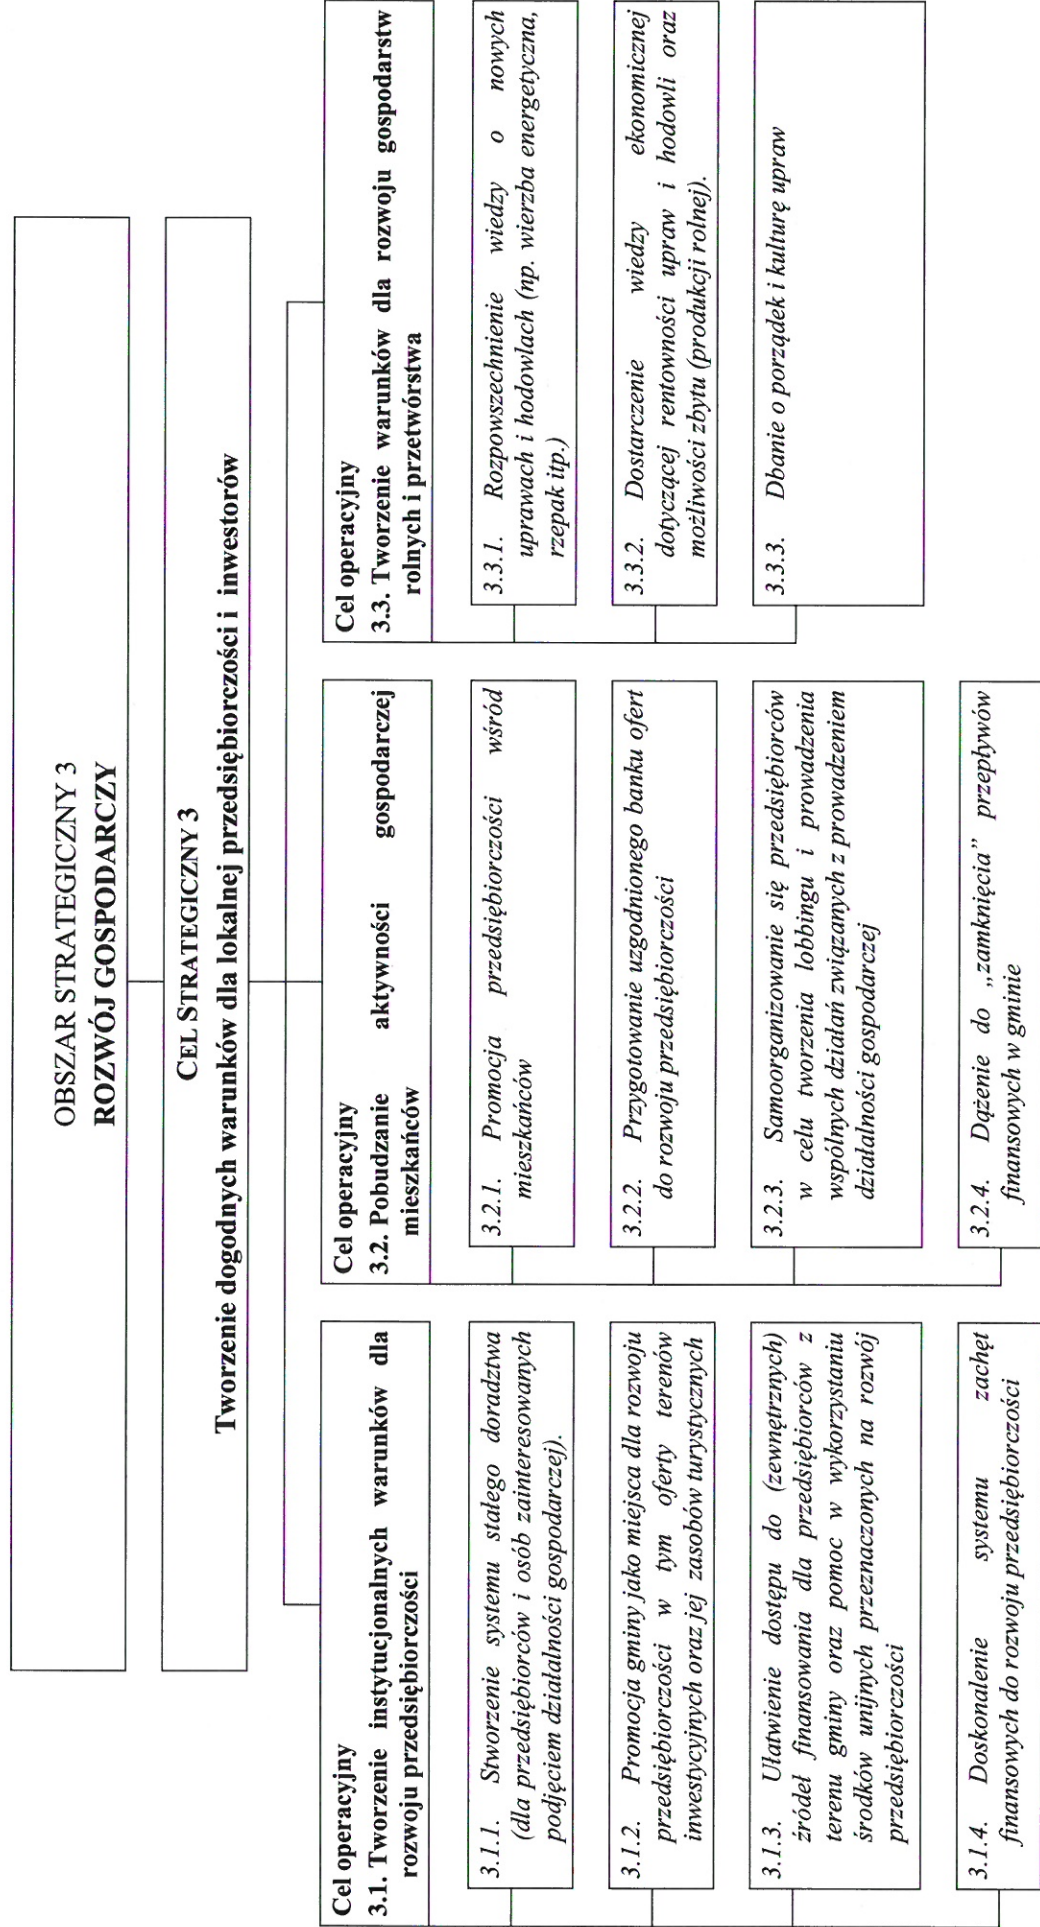 OBSZAR STRATEGICZNY 3
ROZWÓJ GOSPODARCZY
CEL STRATEGICZNY 3
Tworzenie dogodnych warunków dla lokalnej przedsiębiorczości i inwestorów
Cel operacyjny
3.1. Tworzenie instytucjonalnych warunków dla
rozwoju przedsiębiorczości
3.1.1. Stworzenie systemu stałego doradztwa
(dla przedsiębiorców i osób zainteresowanych
podjęciem działalności gospodarczej).
3.1.2. Promocja gminy jako miejsca dla rozwoju
przedsiębiorczości w tym oferty terenów
inwestycyjnych oraz jej zasobów turystycznych
3.1.3. Ułatwienie dostępu do (zewnętrznych)
źródeł finansowania dla przedsiębiorców z
terenu gminy oraz pomoc w wykorzystaniu
środków unijnych przeznaczonych na rozwój
przedsiębiorczości
3.1.4. Doskonalenie systemu zachęt
finansowych do rozwoju przedsiębiorczości
Cel operacyjny
3.2. Pobudzanie aktywności gospodarczej
mieszkańców
3.2.1. Promocja przedsiębiorczości wśród
mieszkańców
3.2.2. Przygotowanie uzgodnionego banku ofert
do rozwoju przedsiębiorczości
3.2.3. Samoorganizowanie się przedsiębiorców
w celu tworzenia lobbingu i prowadzenia
wspólnych działań związanych z prowadzeniem
działalności gospodarczej
3.2.4. Dążenie do „zamknięcia” przepływów
finansowych w gminie
Cel operacyjny
3.3. Tworzenie warunków dla rozwoju gospodarstw
rolnych i przetwórstwa
3.3.1. Rozpowszechnienie wiedzy o nowych
uprawach i hodowlach (np. wierzba energetyczna,
rzepak itp.)
3.3.2. Dostarczenie wiedzy ekonomicznej
dotyczącej rentowności upraw i hodowli oraz
możliwości zbytu (produkcji rolnej).
3.3.3. Dbanie o porządek i kulturę upraw